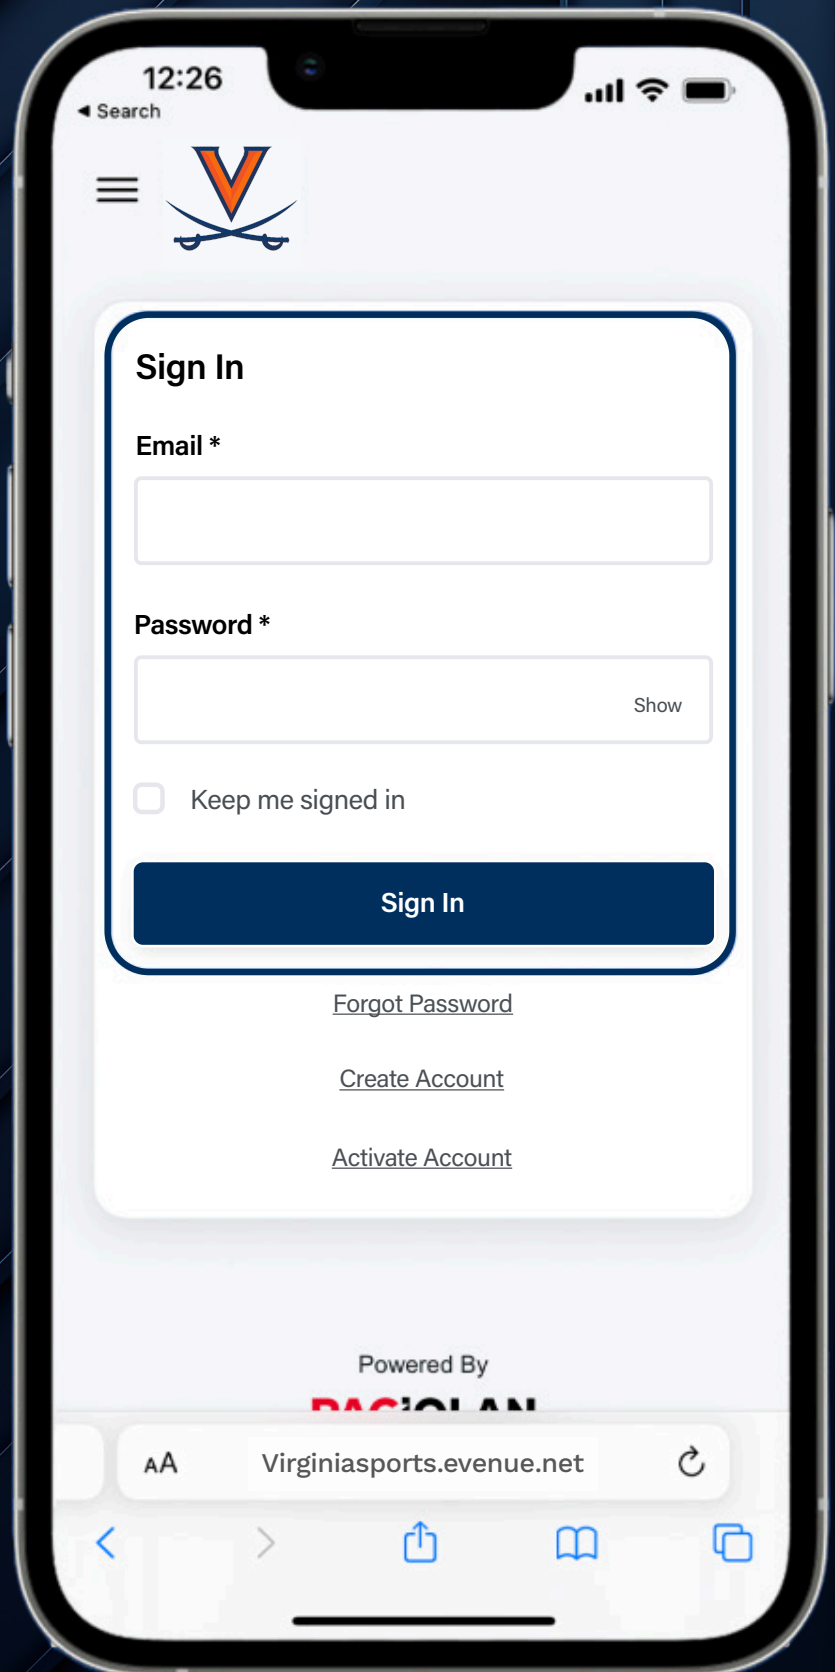 12:26
◀ Search
V
Sign In
Email *
Password *
Show
Keep me signed in
Sign In
Forgot Password
Create Account
Activate Account
Powered By
PACIOLAN
AA
Virginiasports.evenue.net